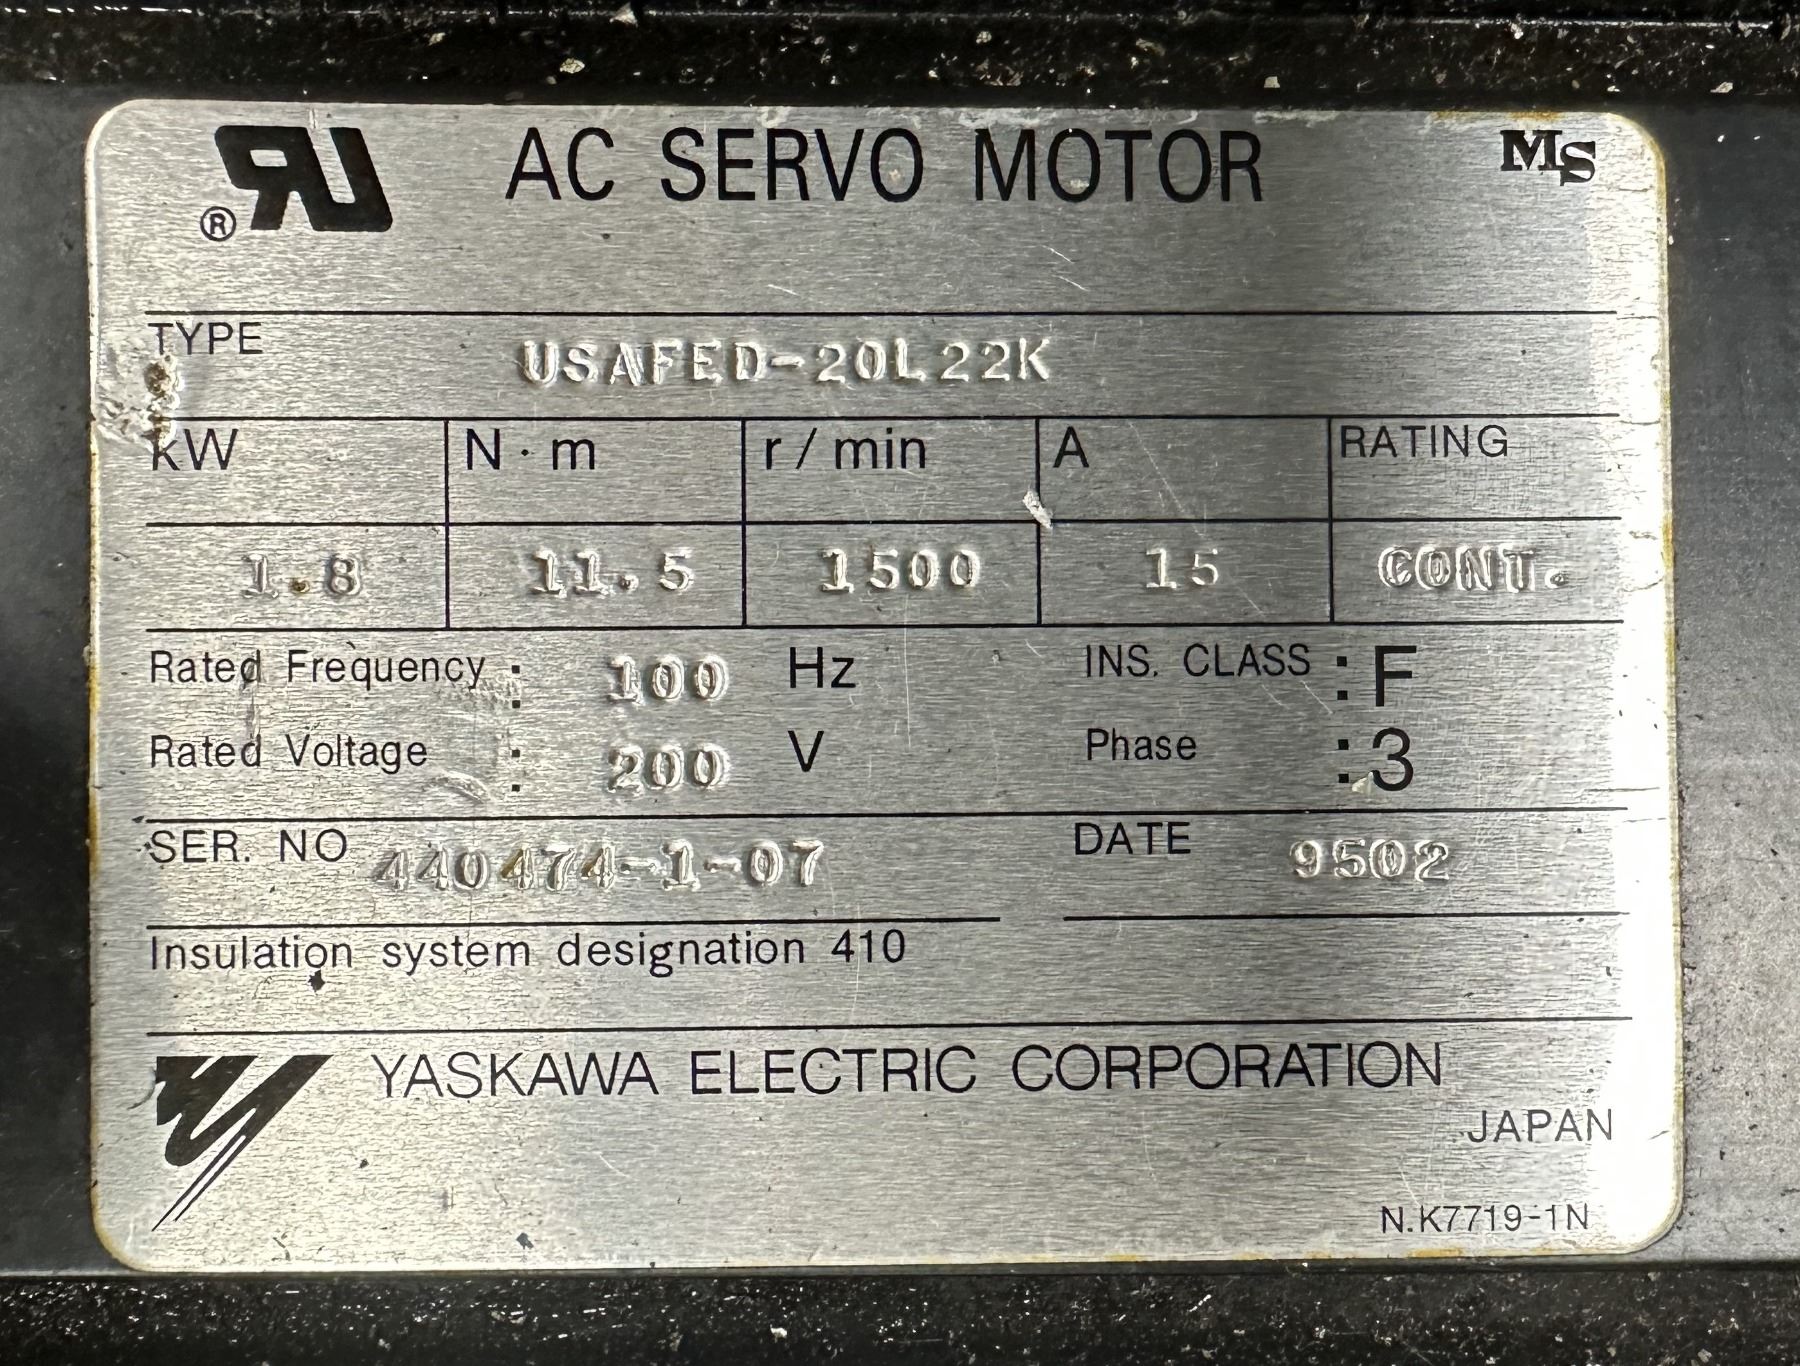 RU ® AC SERVO MOTOR MS
TYPE USAFED-20L22K
kW N·m r/min A RATING
1.8 11.5 1500 15 CONT.
Rated Frequency : 100 Hz INS. CLASS : F
Rated Voltage : 200 V Phase : 3
SER. NO 440474-1-07 DATE 9502
Insulation system designation 410
YASKAWA ELECTRIC CORPORATION
JAPAN
N.K7719-1N